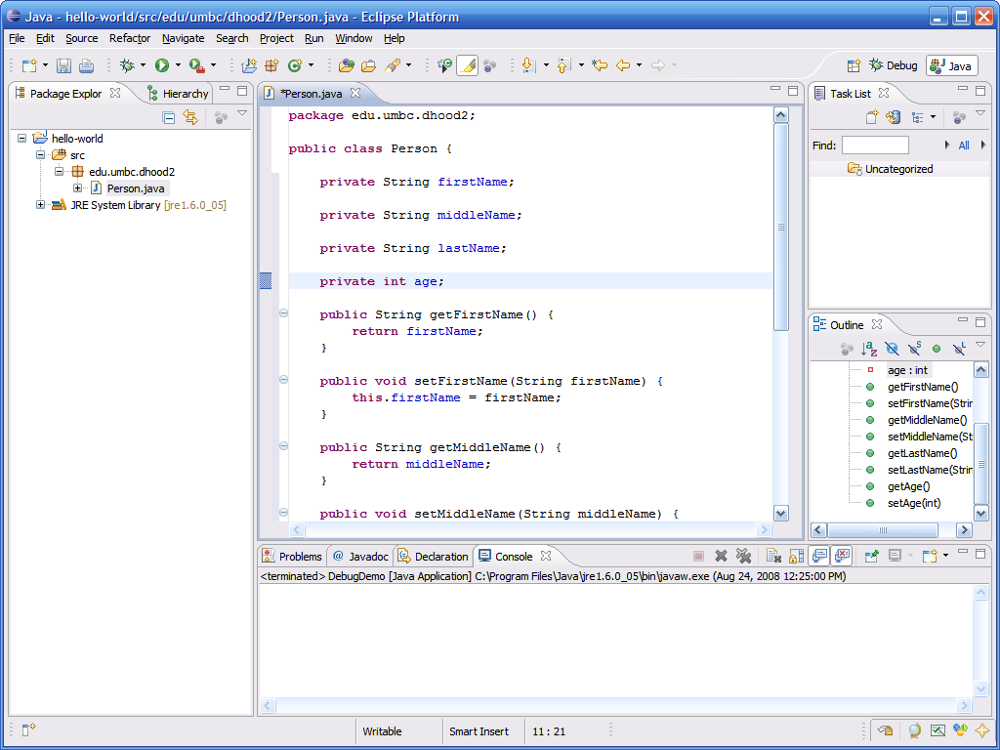 Java - hello-world/src/edu/umbc/dhood2/Person.java - Eclipse Platform
File Edit Source Refactor Navigate Search Project Run Window Help
Debug Java
Package Explor Hierarchy
hello-world
src
edu.umbc.dhood2
Person.java
JRE System Library [jre1.6.0_05]
*Person.java
package edu.umbc.dhood2;
public class Person {
private String firstName;
private String middleName;
private String lastName;
private int age;
public String getFirstName() {
return firstName;
}
public void setFirstName(String firstName) {
this.firstName = firstName;
}
public String getMiddleName() {
return middleName;
}
public void setMiddleName(String middleName) {
Task List
Find: All
Uncategorized
Outline
age : int
getFirstName()
setFirstName(Strin
getMiddleName()
setMiddleName(St
getLastName()
setLastName(Strin
getAge()
setAge(int)
Problems @ Javadoc Declaration Console
<terminated> DebugDemo [Java Application] C:\Program Files\Java\jre1.6.0_05\bin\javaw.exe (Aug 24, 2008 12:25:00 PM)
Writable Smart Insert 11 : 21